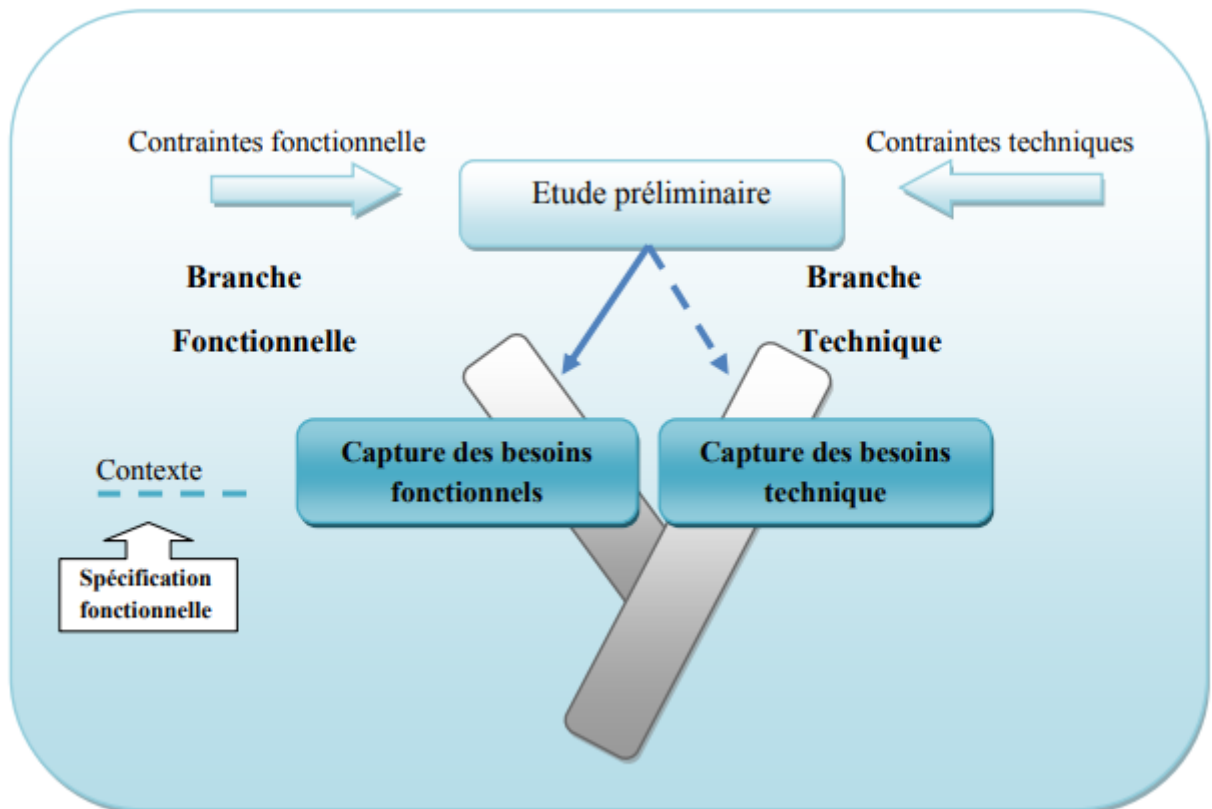 Contraintes fonctionnelle
Contraintes techniques
Etude préliminaire
Branche
Fonctionnelle
Branche
Technique
Capture des besoins
fonctionnels
Capture des besoins
technique
Contexte
Spécification
fonctionnelle